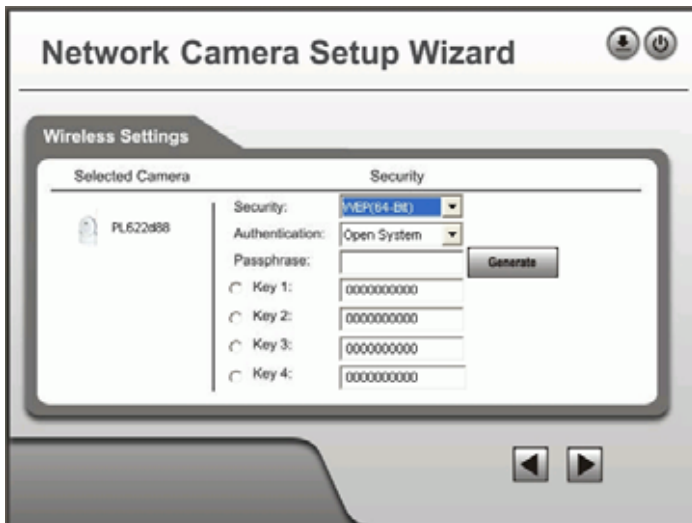 Network Camera Setup Wizard
Wireless Settings
Selected Camera
Security
PL622d88
Security: WEP(64-Bit)
Authentication: Open System
Passphrase: Generate
Key 1: 0000000000
Key 2: 0000000000
Key 3: 0000000000
Key 4: 0000000000